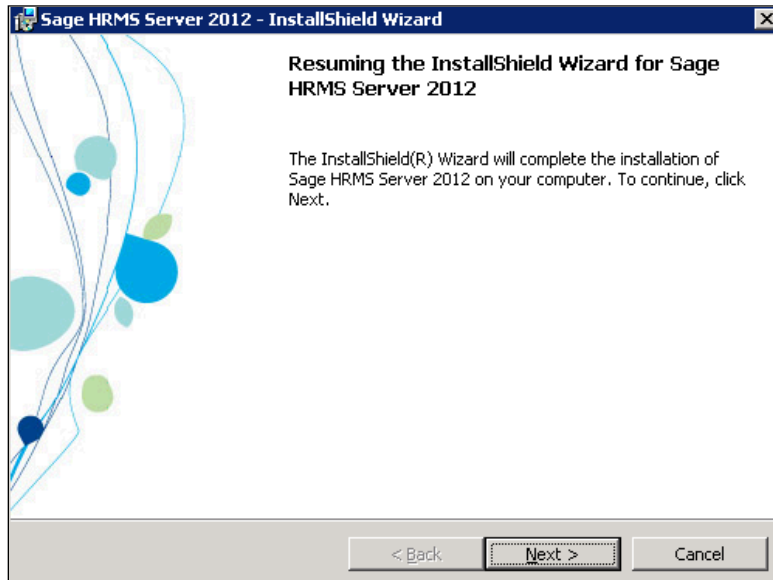 Sage HRMS Server 2012 - InstallShield Wizard
Resuming the InstallShield Wizard for Sage
HRMS Server 2012
The InstallShield(R) Wizard will complete the installation of
Sage HRMS Server 2012 on your computer. To continue, click
Next.
< Back
Next >
Cancel